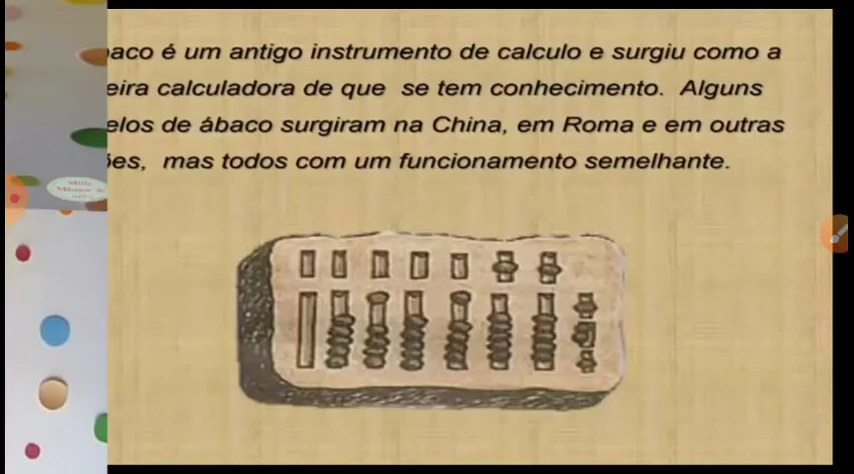 aco é um antigo instrumento de calculo e surgiu como a
eira calculadora de que se tem conhecimento. Alguns
elos de ábaco surgiram na China, em Roma e em outras
ões, mas todos com um funcionamento semelhante.